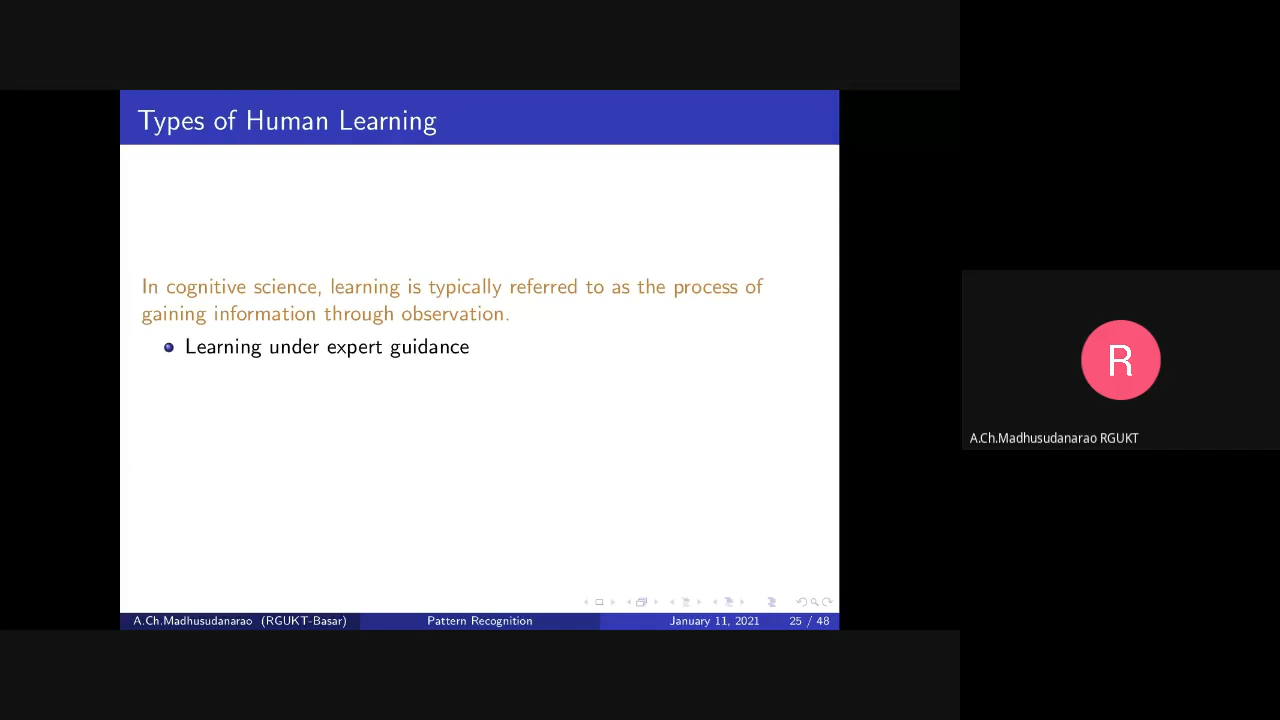 Types of Human Learning
In cognitive science, learning is typically referred to as the process of
gaining information through observation.
Learning under expert guidance
R
A.Ch.Madhusudanarao RGUKT
A.Ch.Madhusudanarao (RGUKT-Basar) Pattern Recognition January 11, 2021 25 / 48